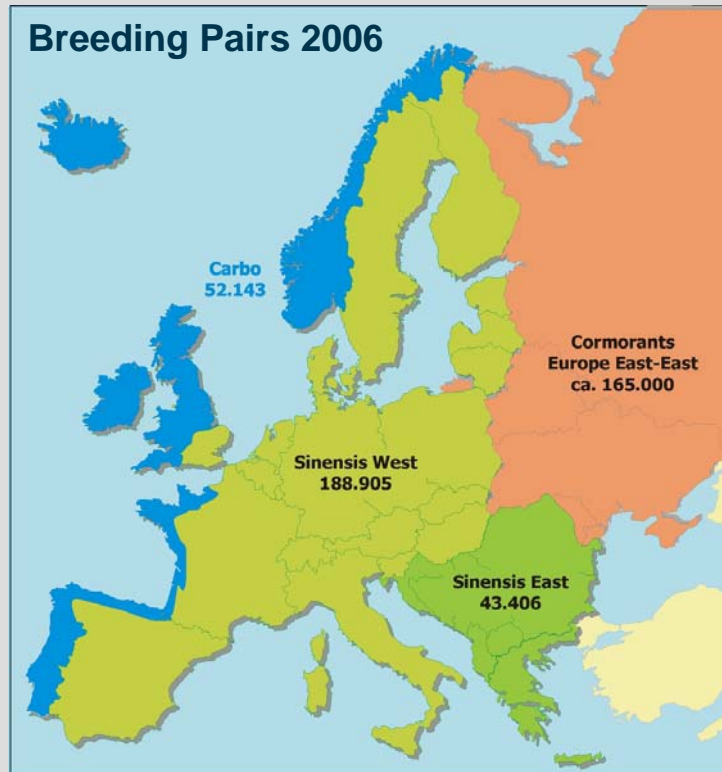 Breeding Pairs 2006
Carbo
52.143
Cormorants
Europe East-East
ca. 165.000
Sinensis West
188.905
Sinensis East
43.406